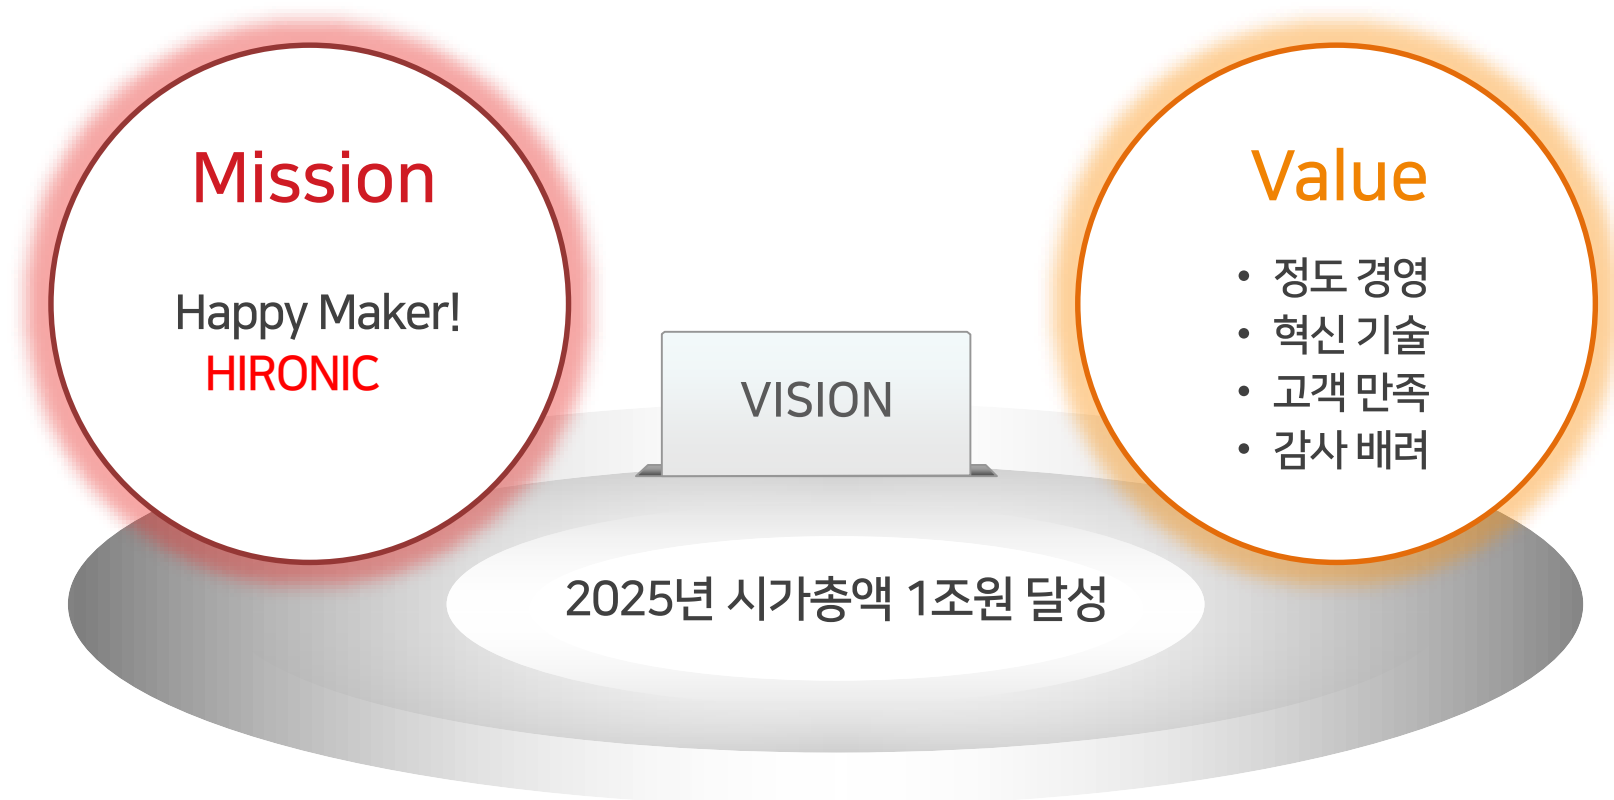 Mission
Happy Maker!
HIRONIC
VISION
2025년 시가총액 1조원 달성
Value
• 정도 경영
• 혁신 기술
• 고객 만족
• 감사 배려